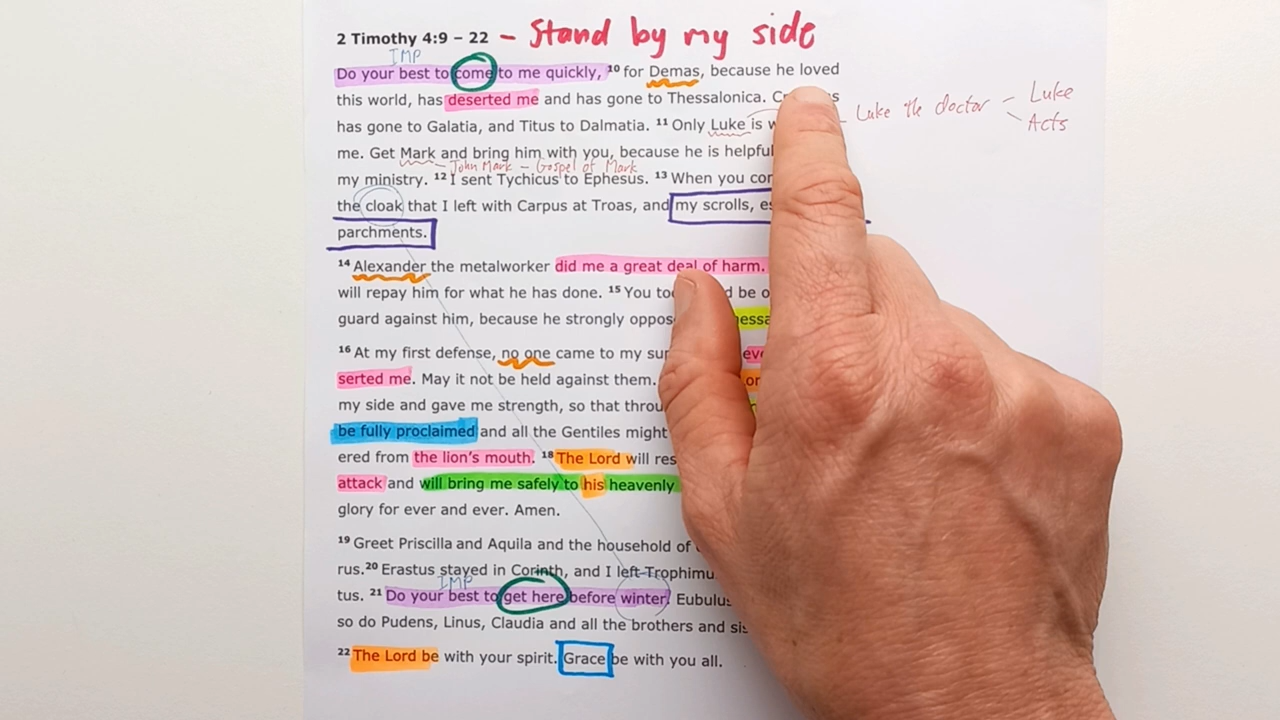 2 Timothy 4:9 – 22 – Stand by my side
IMP
Do your best to come to me quickly, 10 for Demas, because he loved
this world, has deserted me and has gone to Thessalonica.
has gone to Galatia, and Titus to Dalmatia. 11 Only Luke is
– Luke the doctor – Luke
Acts
me. Get Mark and bring him with you, because he is helpful
John Mark – Gospel of Mark
my ministry. 12 I sent Tychicus to Ephesus. 13 When you
the cloak that I left with Carpus at Troas, and my scrolls,
parchments.
14 Alexander the metalworker did me a great deal of harm.
will repay him for what he has done. 15 You
guard against him, because he strongly
16 At my first defense, no one came to my
serted me. May it not be held against them.
my side and gave me strength, so that
be fully proclaimed and all the Gentiles might
ered from the lion's mouth. 18 The Lord will
attack and will bring me safely to his heavenly
glory for ever and ever. Amen.
19 Greet Priscilla and Aquila and the household of
rus.20 Erastus stayed in Corinth, and I left
IMP
tus. 21 Do your best to get here before winter.
so do Pudens, Linus, Claudia and all the brothers and
22 The Lord be with your spirit. Grace be with you all.